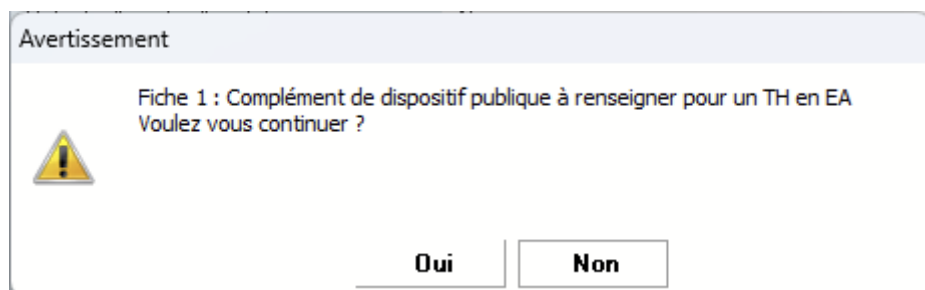 Avertissement
Fiche 1 : Complément de dispositif publique à renseigner pour un TH en EA
Voulez vous continuer ?
Oui
Non